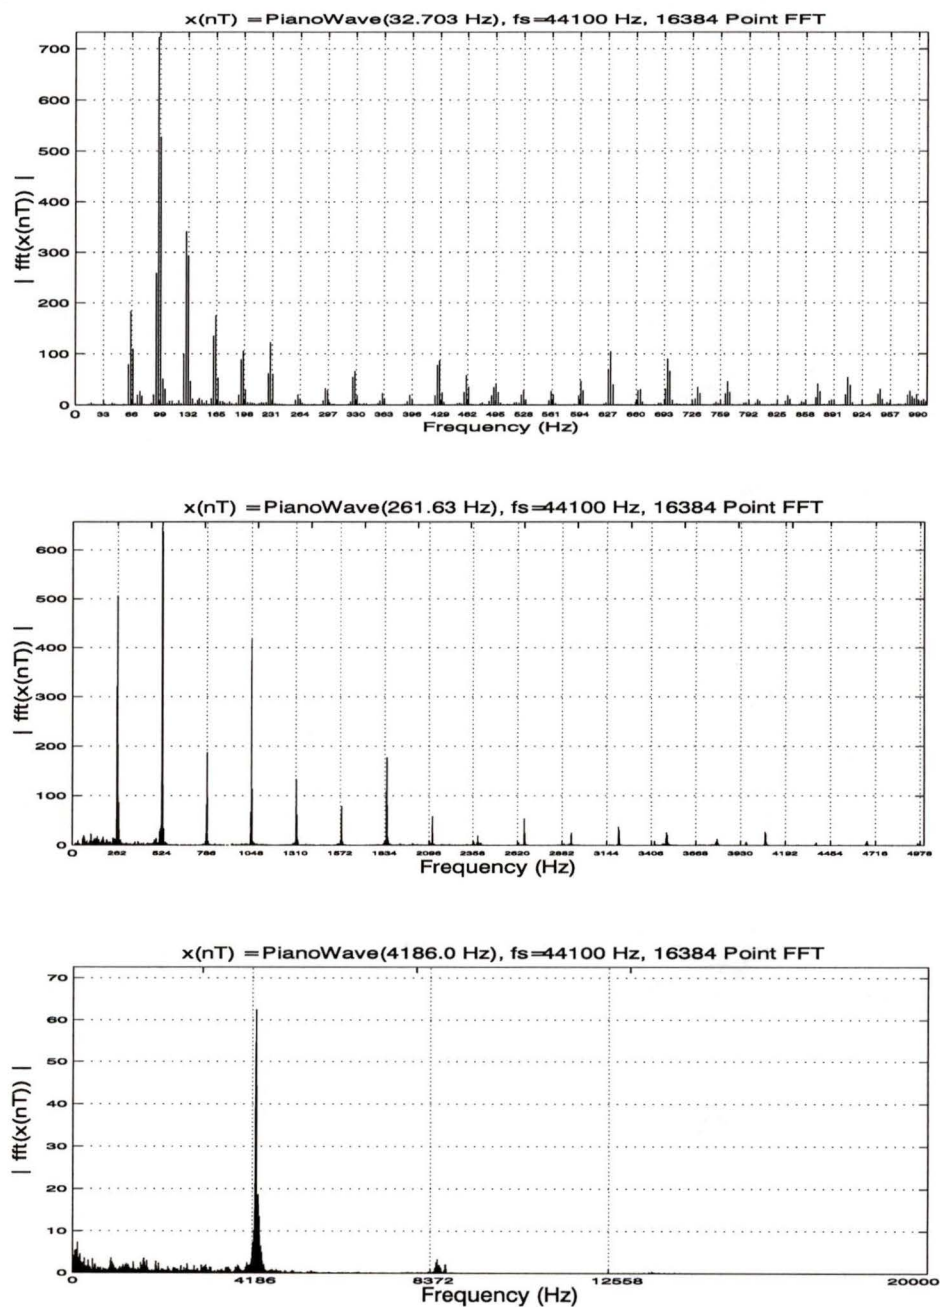 x(nT) = PianoWave(32.703 Hz), fs=44100 Hz, 16384 Point FFT
700
600
500
400
300
200
100
0
| fft(x(nT)) |
0 33 66 99 132 165 198 231 264 297 330 363 396 429 462 495 528 561 594 627 660 693 726 759 792 825 858 891 924 957 990
Frequency (Hz)
x(nT) = PianoWave(261.63 Hz), fs=44100 Hz, 16384 Point FFT
600
500
400
300
200
100
0
| fft(x(nT)) |
0 262 524 786 1048 1310 1572 1834 2096 2358 2620 2882 3144 3406 3668 3930 4192 4454 4716 4978
Frequency (Hz)
x(nT) = PianoWave(4186.0 Hz), fs=44100 Hz, 16384 Point FFT
70
60
50
40
30
20
10
0
| fft(x(nT)) |
0 4186 8372 12558 20000
Frequency (Hz)